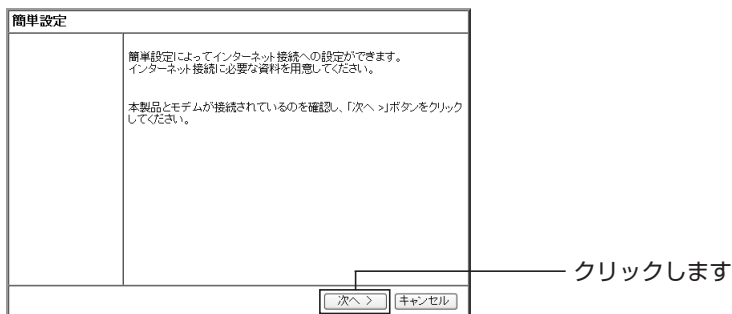 簡単設定
簡単設定によってインターネット接続への設定ができます。
インターネット接続に必要な資料を用意してください。
本製品とモデムが接続されているのを確認し、「次へ >」ボタンをクリック
してください。
クリックします
次へ > キャンセル